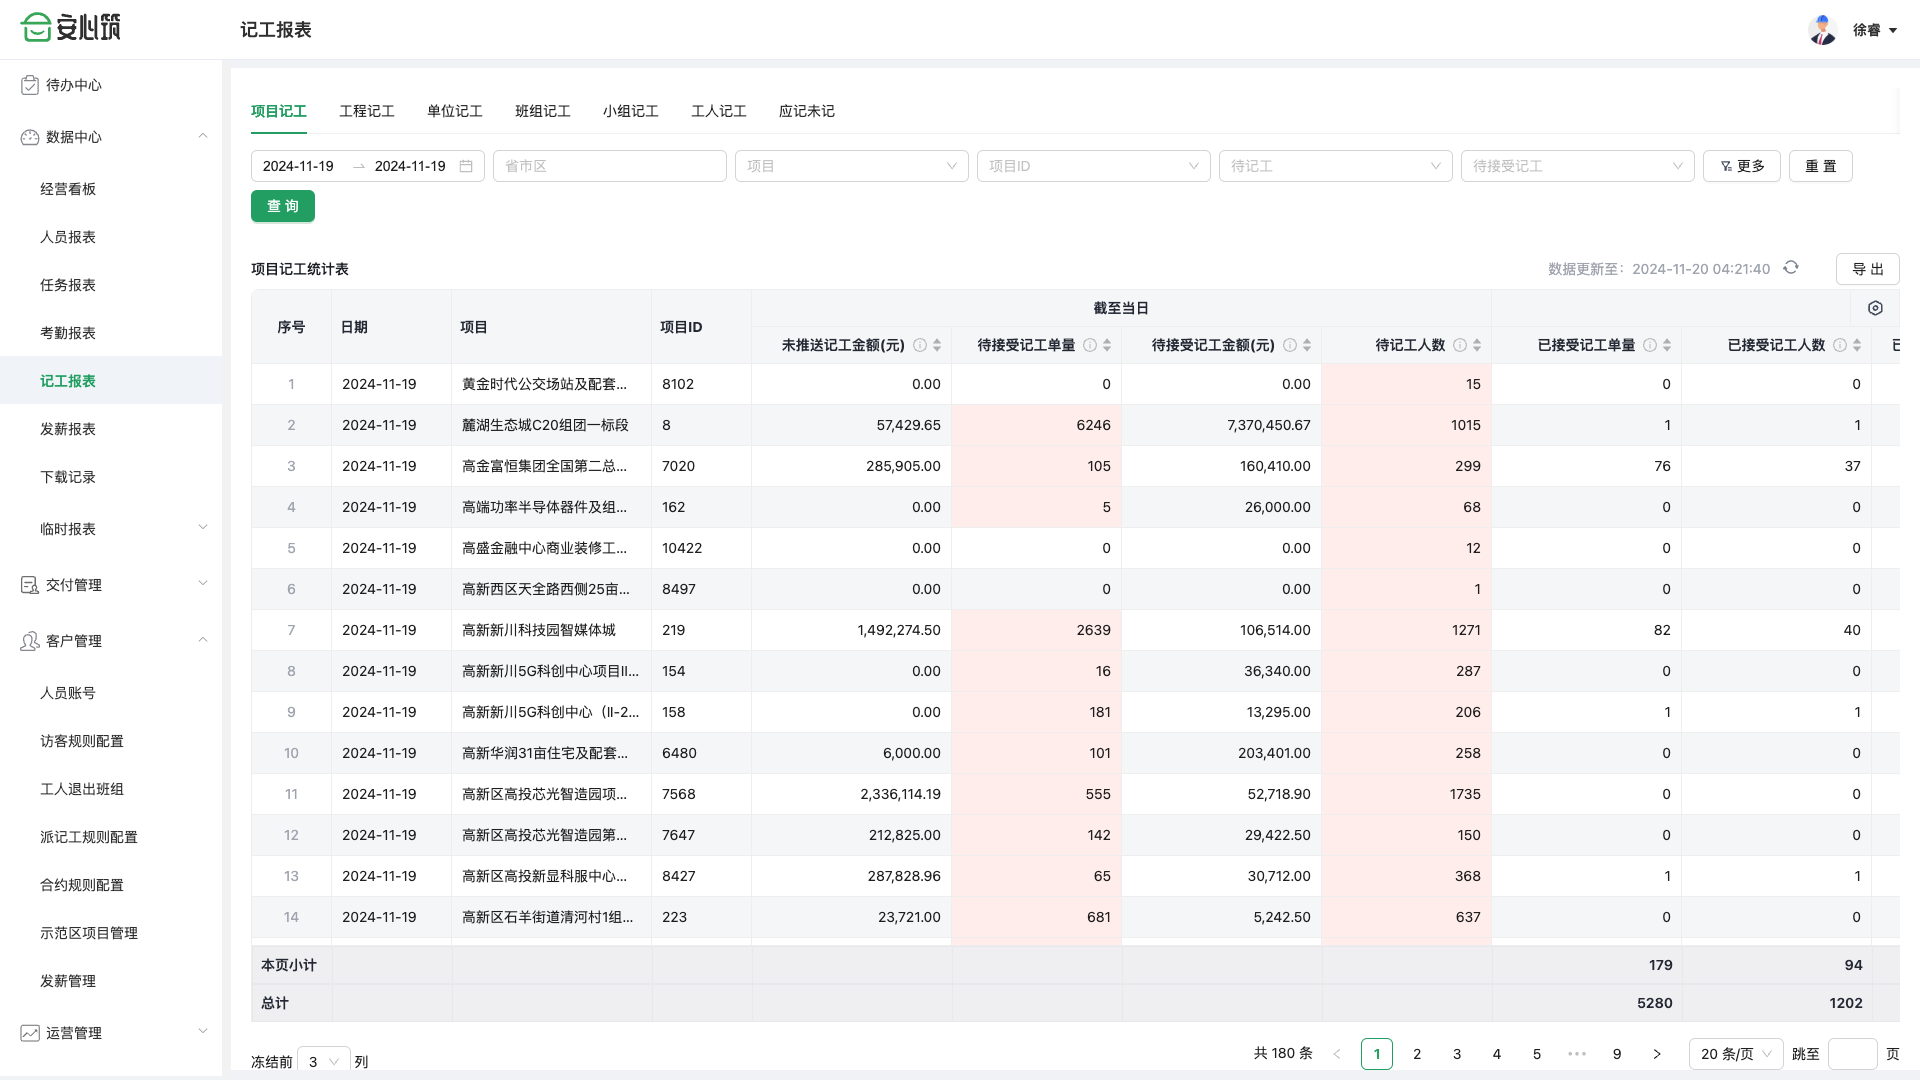 安心筑
记工报表
徐睿
待办中心
数据中心
经营看板
人员报表
任务报表
考勤报表
记工报表
发薪报表
下载记录
临时报表
交付管理
客户管理
人员账号
访客规则配置
工人退出班组
派记工规则配置
合约规则配置
示范区项目管理
发薪管理
运营管理
项目记工 工程记工 单位记工 班组记工 小组记工 工人记工 应记未记
2024-11-19 → 2024-11-19 省市区 项目 项目ID 待记工 待接受记工 更多 重 置
查 询
项目记工统计表 数据更新至：2024-11-20 04:21:40 导 出
序号 日期 项目 项目ID 截至当日
未推送记工金额(元) 待接受记工单量 待接受记工金额(元) 待记工人数 已接受记工单量 已接受记工人数
1 2024-11-19 黄金时代公交场站及配套... 8102 0.00 0 0.00 15 0 0
2 2024-11-19 麓湖生态城C20组团一标段 8 57,429.65 6246 7,370,450.67 1015 1 1
3 2024-11-19 高金富恒集团全国第二总... 7020 285,905.00 105 160,410.00 299 76 37
4 2024-11-19 高端功率半导体器件及组... 162 0.00 5 26,000.00 68 0 0
5 2024-11-19 高盛金融中心商业装修工... 10422 0.00 0 0.00 12 0 0
6 2024-11-19 高新西区天全路西侧25亩... 8497 0.00 0 0.00 1 0 0
7 2024-11-19 高新新川科技园智媒体城 219 1,492,274.50 2639 106,514.00 1271 82 40
8 2024-11-19 高新新川5G科创中心项目II... 154 0.00 16 36,340.00 287 0 0
9 2024-11-19 高新新川5G科创中心（II-2... 158 0.00 181 13,295.00 206 1 1
10 2024-11-19 高新华润31亩住宅及配套... 6480 6,000.00 101 203,401.00 258 0 0
11 2024-11-19 高新区高投芯光智造园项... 7568 2,336,114.19 555 52,718.90 1735 0 0
12 2024-11-19 高新区高投芯光智造园第... 7647 212,825.00 142 29,422.50 150 0 0
13 2024-11-19 高新区高投新显科服中心... 8427 287,828.96 65 30,712.00 368 1 1
14 2024-11-19 高新区石羊街道清河村1组... 223 23,721.00 681 5,242.50 637 0 0
本页小计 179 94
总计 5280 1202
冻结前 3 列
共 180 条 < 1 2 3 4 5 ••• 9 > 20 条/页 跳至 页